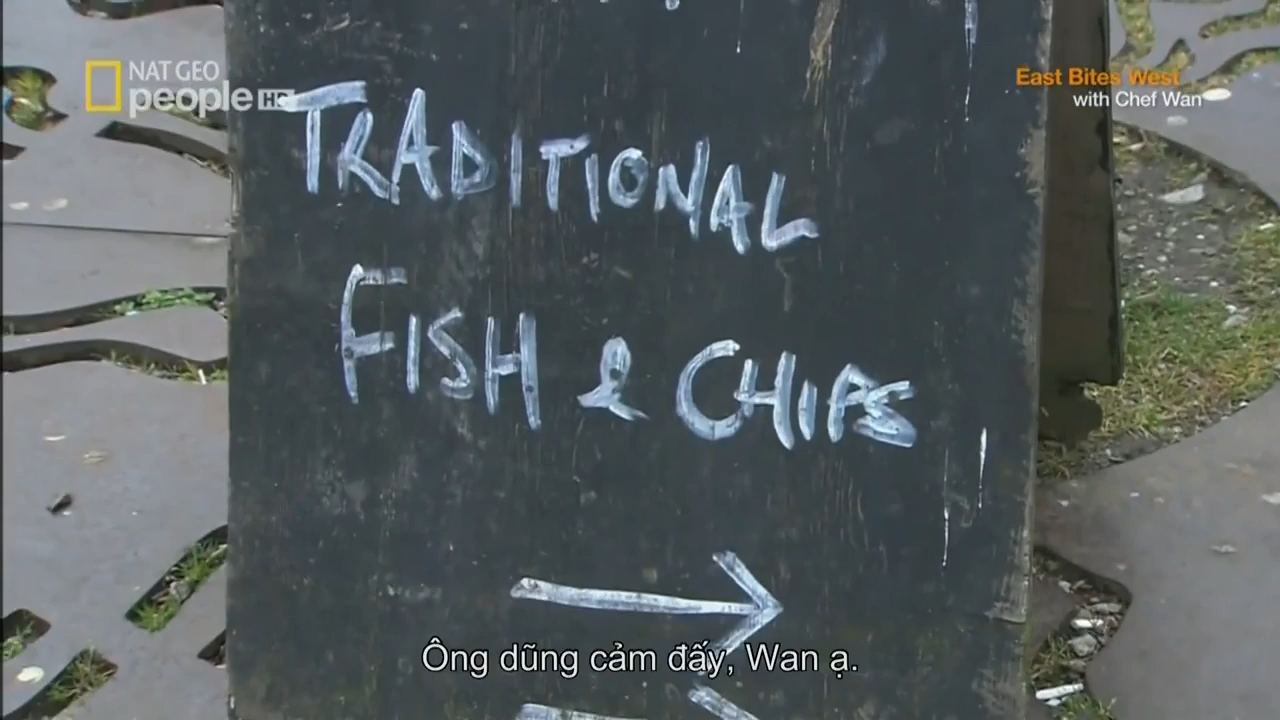 NAT GEO
people HD
East Bites West
with Chef Wan
TRADITIONAL
FISH & CHIPS
Ông dũng cảm đấy, Wan ạ.